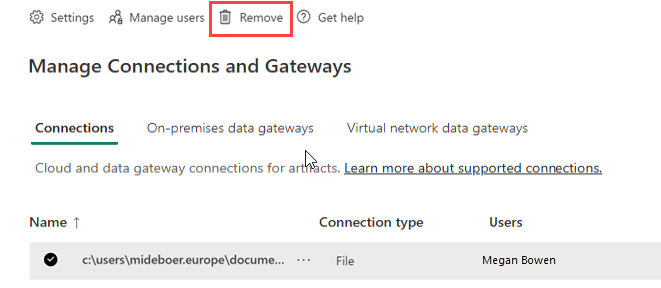 Settings Manage users Remove Get help
Manage Connections and Gateways
Connections On-premises data gateways Virtual network data gateways
Cloud and data gateway connections for artifacts. Learn more about supported connections.
Name ↑ Connection type Users
c:\users\mideboer.europe\docume... ... File Megan Bowen